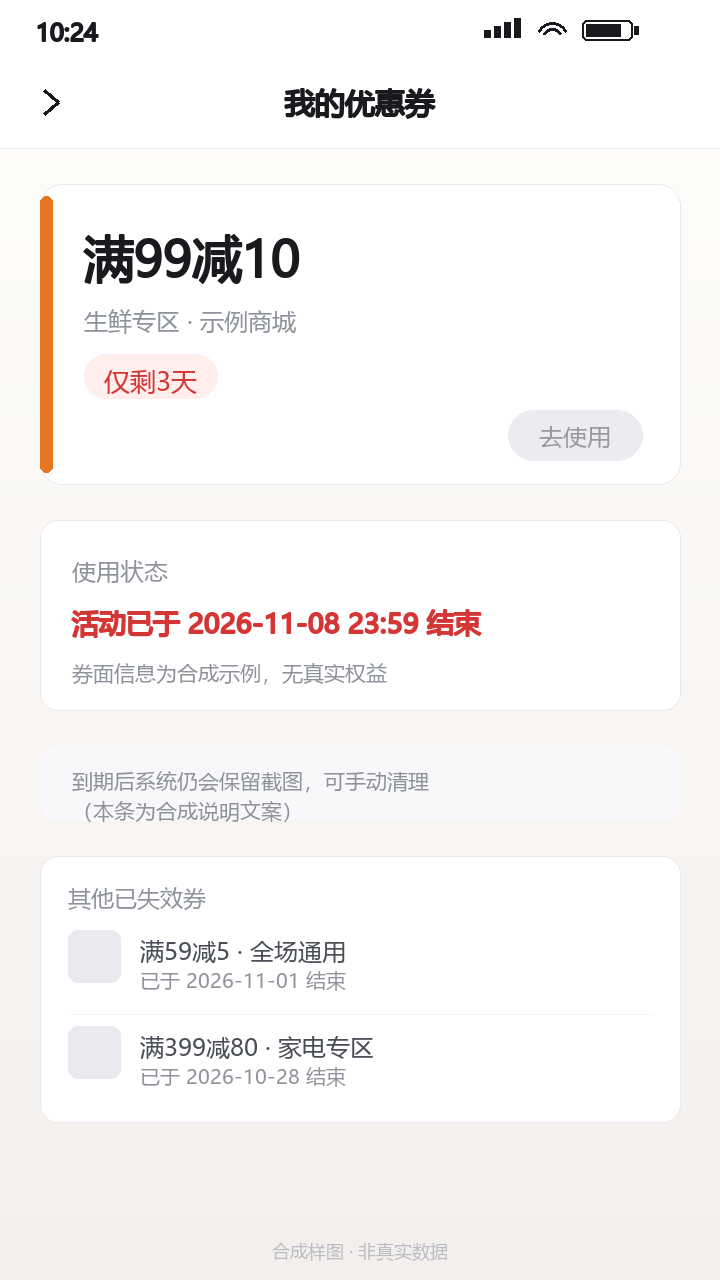 10:24
我的优惠券
满99减10
生鲜专区 · 示例商城
仅剩3天
去使用
使用状态
活动已于 2026-11-08 23:59 结束
券面信息为合成示例，无真实权益
到期后系统仍会保留截图，可手动清理
（本条为合成说明文案）
其他已失效券
满59减5 · 全场通用
已于 2026-11-01 结束
满399减80 · 家电专区
已于 2026-10-28 结束
合成样图 · 非真实数据